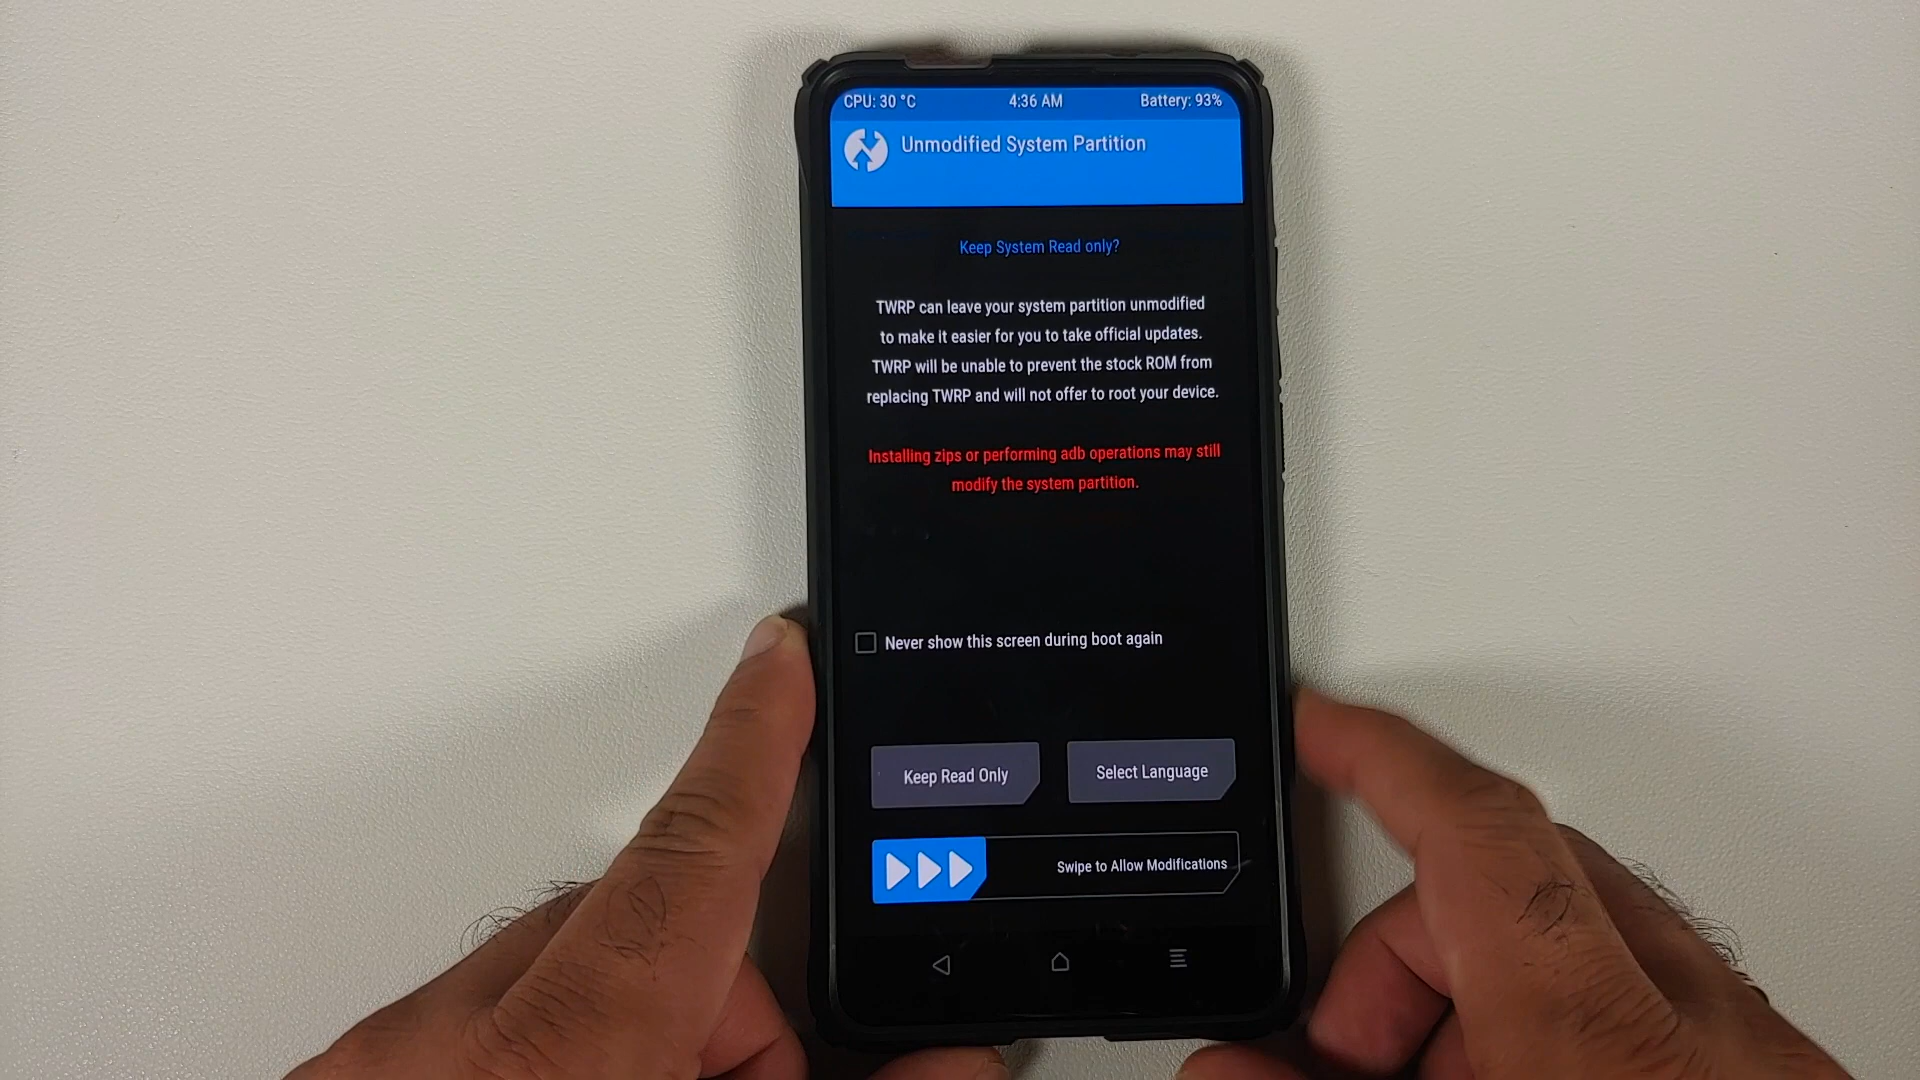 CPU: 30 °C 4:36 AM Battery: 93%
Unmodified System Partition
Keep System Read only?
TWRP can leave your system partition unmodified
to make it easier for you to take official updates.
TWRP will be unable to prevent the stock ROM from
replacing TWRP and will not offer to root your device.
Installing zips or performing adb operations may still
modify the system partition.
Never show this screen during boot again
Keep Read Only
Select Language
Swipe to Allow Modifications